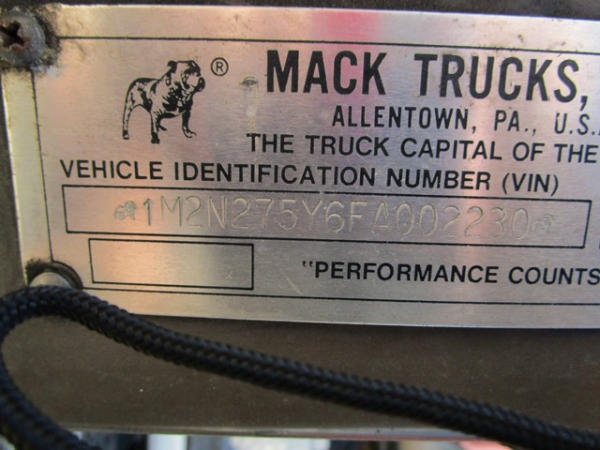 ® MACK TRUCKS,
ALLENTOWN, PA., U.S.A
THE TRUCK CAPITAL OF THE
VEHICLE IDENTIFICATION NUMBER (VIN)
1M2N275Y6FA002230
"PERFORMANCE COUNTS